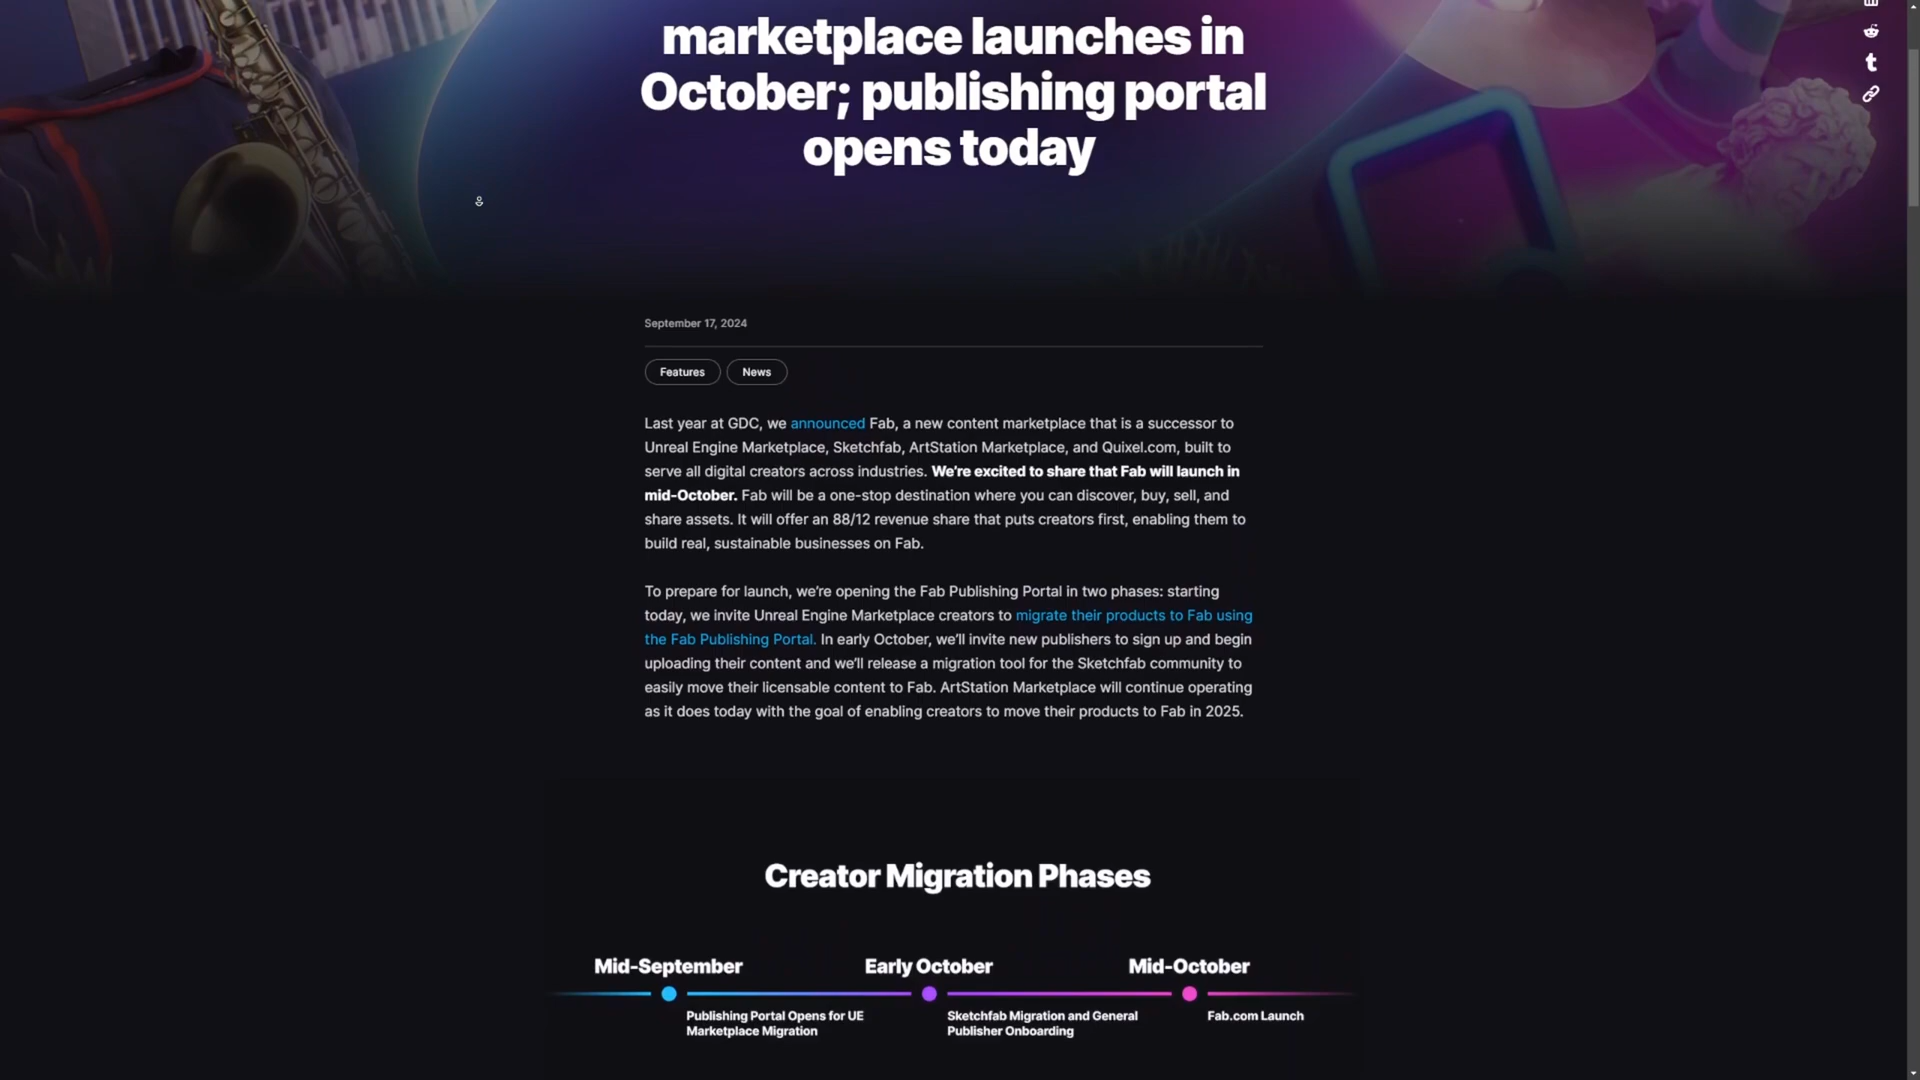 marketplace launches in
October; publishing portal
opens today
September 17, 2024
Features
News
Last year at GDC, we announced Fab, a new content marketplace that is a successor to
Unreal Engine Marketplace, Sketchfab, ArtStation Marketplace, and Quixel.com, built to
serve all digital creators across industries. We’re excited to share that Fab will launch in
mid-October. Fab will be a one-stop destination where you can discover, buy, sell, and
share assets. It will offer an 88/12 revenue share that puts creators first, enabling them to
build real, sustainable businesses on Fab.
To prepare for launch, we’re opening the Fab Publishing Portal in two phases: starting
today, we invite Unreal Engine Marketplace creators to migrate their products to Fab using
the Fab Publishing Portal. In early October, we’ll invite new publishers to sign up and begin
uploading their content and we’ll release a migration tool for the Sketchfab community to
easily move their licensable content to Fab. ArtStation Marketplace will continue operating
as it does today with the goal of enabling creators to move their products to Fab in 2025.
Creator Migration Phases
Mid-September
Early October
Mid-October
Publishing Portal Opens for UE
Marketplace Migration
Sketchfab Migration and General
Publisher Onboarding
Fab.com Launch